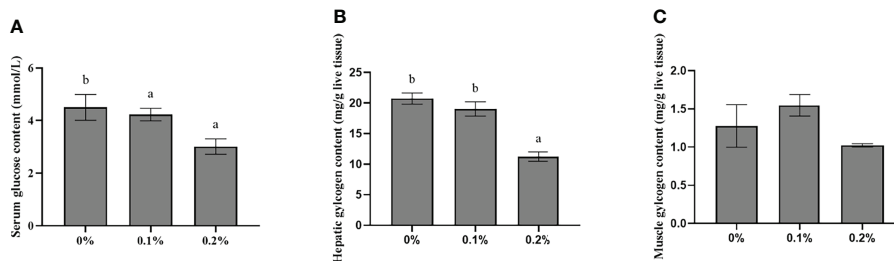 A
Serum glucose content (mmol/L)
6
4
2
0
b
a
a
0%
0.1%
0.2%
B
Hepatic gylcogen content (mg/g live tissue)
25
20
15
10
5
0
b
b
a
0%
0.1%
0.2%
C
Muscle gylcogen content (mg/g live tissue)
2.0
1.5
1.0
0.5
0.0
0%
0.1%
0.2%